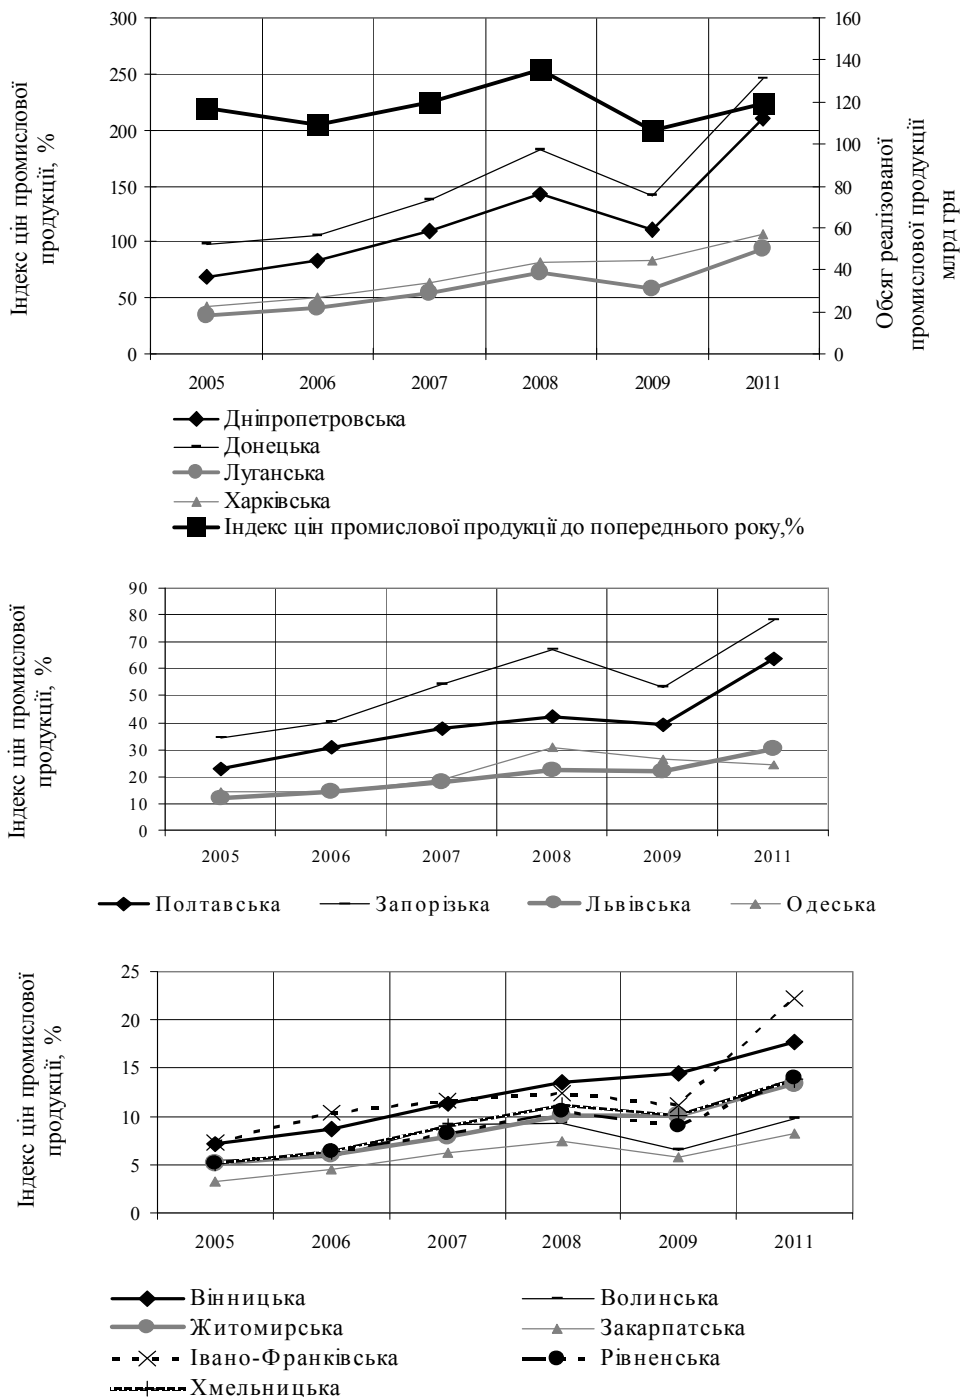 Індекс цін промислової
продукції, %
300
250
200
150
100
50
0
160
140
120
100
80
60
40
20
0
Обсяг реалізованої
промислової продукції
млрд грн
2005 2006 2007 2008 2009 2011
Дніпропетровська
Донецька
Луганська
Харківська
Індекс цін промислової продукції до попереднього року,%
Індекс цін промислової
продукції, %
90
80
70
60
50
40
30
20
10
0
2005 2006 2007 2008 2009 2011
Полтавська Запорізька Львівська Одеська
Індекс цін промислової
продукції, %
25
20
15
10
5
0
2005 2006 2007 2008 2009 2011
Вінницька Волинська
Житомирська Закарпатська
Івано-Франківська Рівненська
Хмельницька